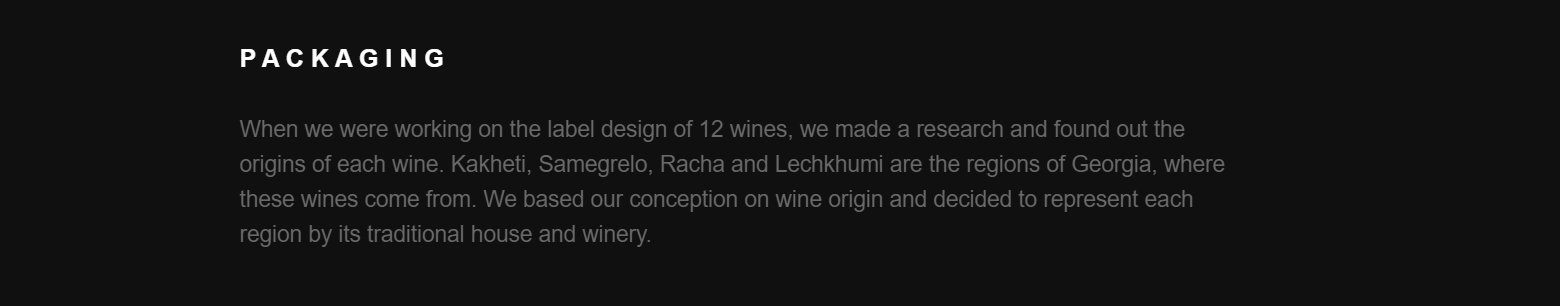 PACKAGING
When we were working on the label design of 12 wines, we made a research and found out the
origins of each wine. Kakheti, Samegrelo, Racha and Lechkhumi are the regions of Georgia, where
these wines come from. We based our conception on wine origin and decided to represent each
region by its traditional house and winery.